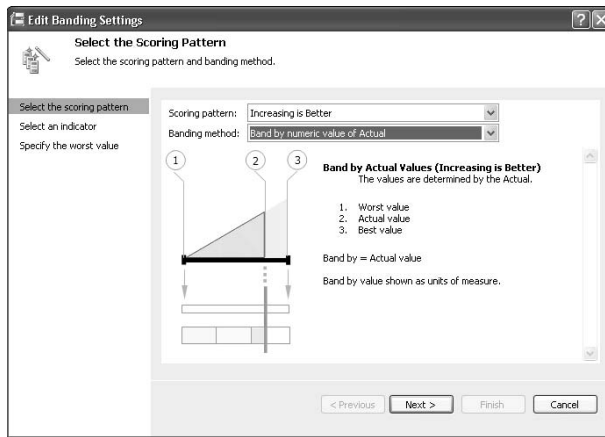 Edit Banding Settings
Select the Scoring Pattern
Select the scoring pattern and banding method.
Select the scoring pattern
Select an indicator
Specify the worst value
Scoring pattern: Increasing is Better
Banding method: Band by numeric value of Actual
1 2 3
Band by Actual Values (Increasing is Better)
The values are determined by the Actual.
1. Worst value
2. Actual value
3. Best value
Band by = Actual value
Band by value shown as units of measure.
< Previous Next > Finish Cancel